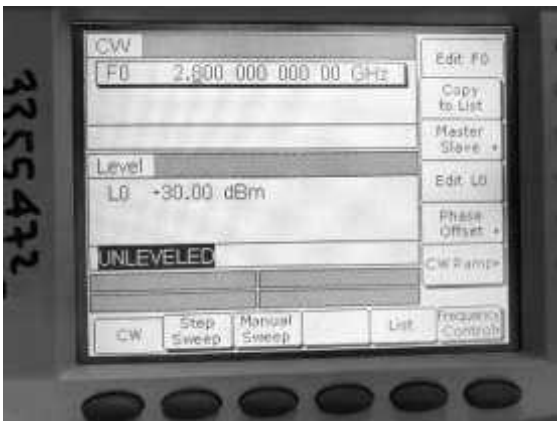 3355472
CW
F0 2.800 000 000 00 GHz
Level
L0 +30.00 dBm
UNLEVELED
Edit F0
Copy
to List
Master
Slave
Edit L0
Phase
Offset
CW Ramp
CW
Step
Sweep
Manual
Sweep
List
Frequency
Control